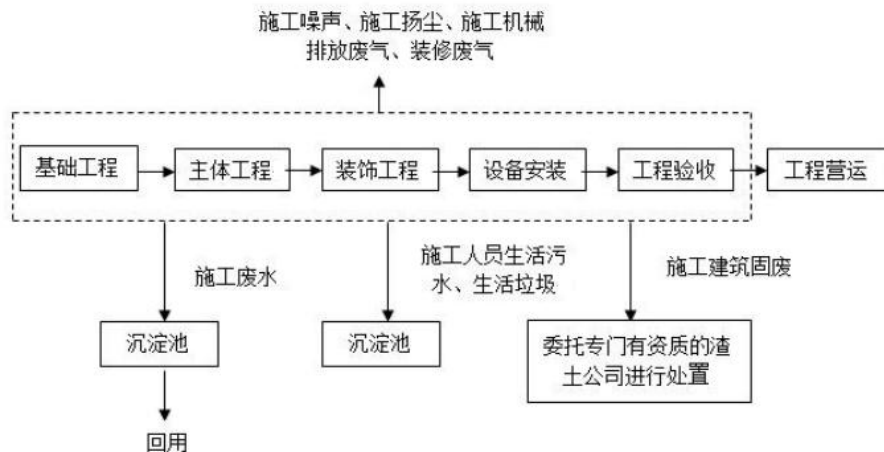 施工噪声、施工扬尘、施工机械
排放废气、装修废气
基础工程
主体工程
装饰工程
设备安装
工程验收
工程营运
施工废水
施工人员生活污
水、生活垃圾
施工建筑固废
沉淀池
沉淀池
委托专门有资质的渣
土公司进行处置
回用